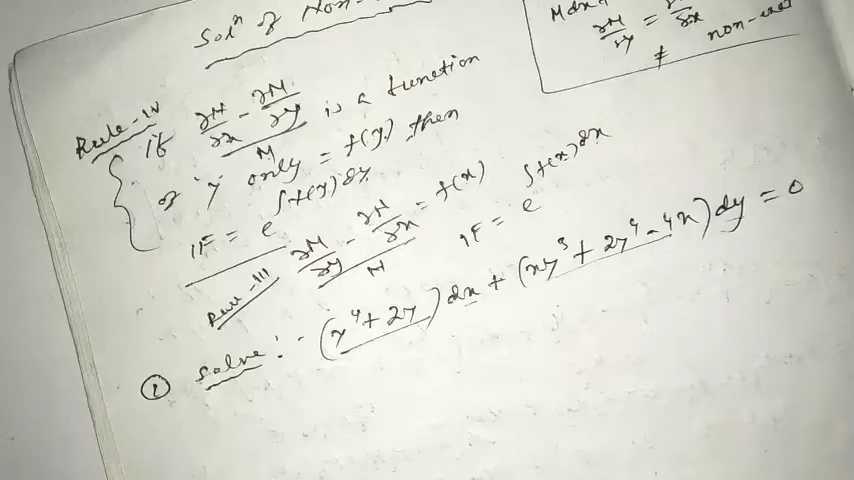 Solⁿ of Non-
Mdx
∂M/∂y = /∂x
≠ non-exact
Rule-IV
If (∂N/∂x - ∂M/∂y)/M is a function
of 'y' only = f(y) then
IF = e^∫f(y)dy
Rule-III (∂M/∂y - ∂N/∂x)/N = f(x) IF = e^∫f(x)dx
① Solve:- (y⁴+2y)dx + (xy³+2y⁴-4x)dy = 0